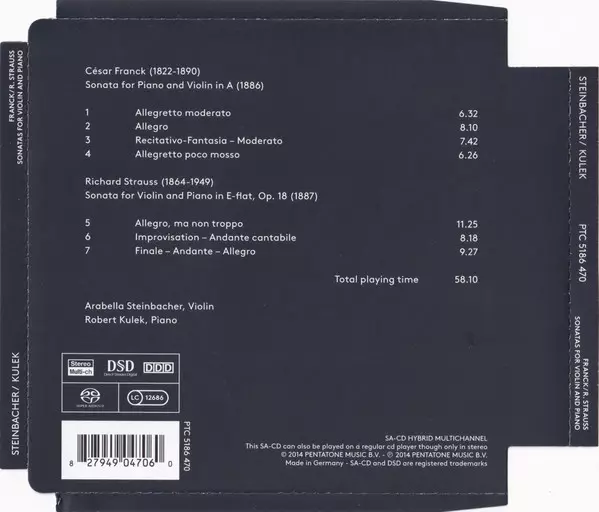 FRANCK/R. STRAUSS
SONATAS FOR VIOLIN AND PIANO
STEINBACHER/ KULEK
César Franck (1822-1890)
Sonata for Piano and Violin in A (1886)
1 Allegretto moderato 6.32
2 Allegro 8.10
3 Recitativo-Fantasia – Moderato 7.42
4 Allegretto poco mosso 6.26
Richard Strauss (1864-1949)
Sonata for Violin and Piano in E-flat, Op. 18 (1887)
5 Allegro, ma non troppo 11.25
6 Improvisation – Andante cantabile 8.18
7 Finale – Andante – Allegro 9.27
Total playing time 58.10
Arabella Steinbacher, Violin
Robert Kulek, Piano
Stereo
Multi-ch
DSD
Direct Stream Digital
DDD
SACD
SUPER AUDIO CD
LC 12686
8 27949 04706 0
PTC 5186 470
SA-CD HYBRID MULTICHANNEL
This SA-CD can also be played on a regular cd player though only in stereo
© 2014 PENTATONE MUSIC B.V. - ℗ 2014 PENTATONE MUSIC B.V.
Made in Germany - SA-CD and DSD are registered trademarks
STEINBACHER/ KULEK
PTC 5186 470
FRANCK/R. STRAUSS
SONATAS FOR VIOLIN AND PIANO